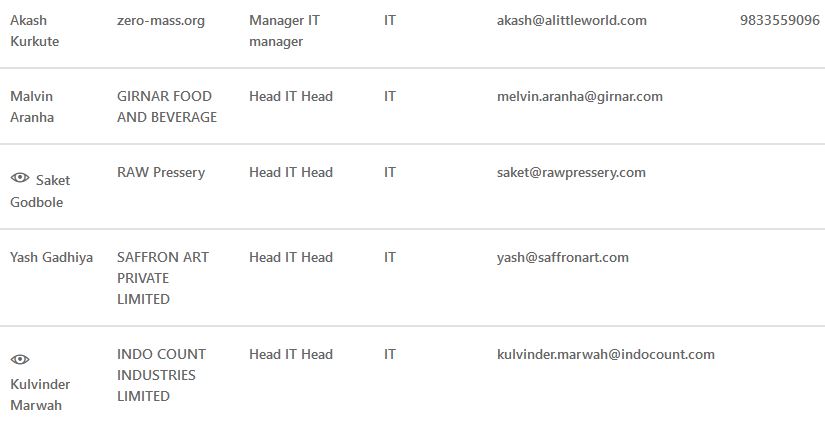 Akash zero-mass.org Manager IT IT akash@alittleworld.com 9833559096
Kurkute manager
Malvin GIRNAR FOOD Head IT Head IT melvin.aranha@girnar.com
Aranha AND BEVERAGE
Saket RAW Pressery Head IT Head IT saket@rawpressery.com
Godbole
Yash Gadhiya SAFFRON ART Head IT Head IT yash@saffronart.com
PRIVATE
LIMITED
INDO COUNT Head IT Head IT kulvinder.marwah@indocount.com
Kulvinder INDUSTRIES
Marwah LIMITED